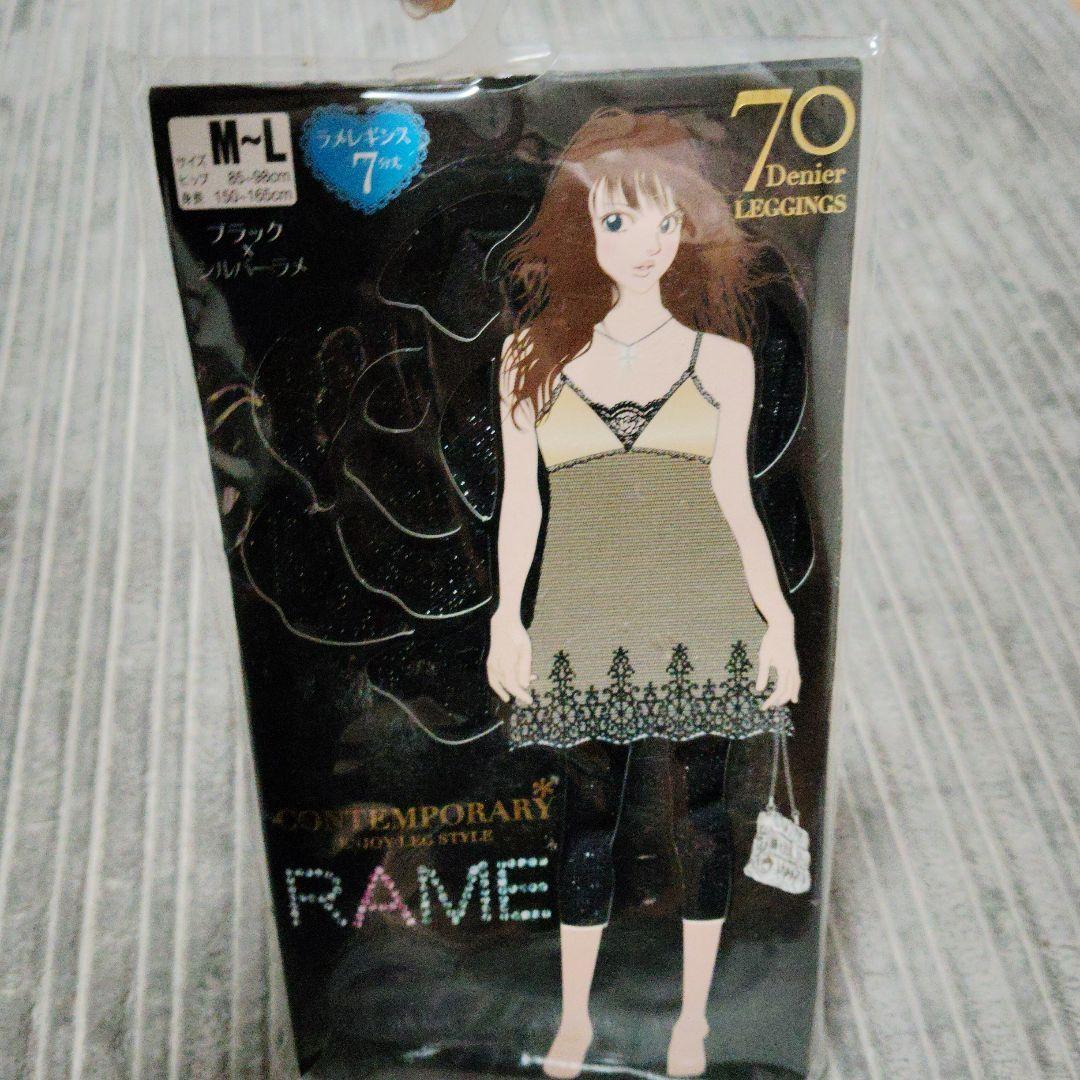 サイズ M~L
ヒップ 85~98cm
身長 150~165cm
ラメレギンス
7分丈
70
Denier
LEGGINGS
ブラック
×
シルバーラメ
CONTEMPORARY
ENJOY LEG STYLE
RAME